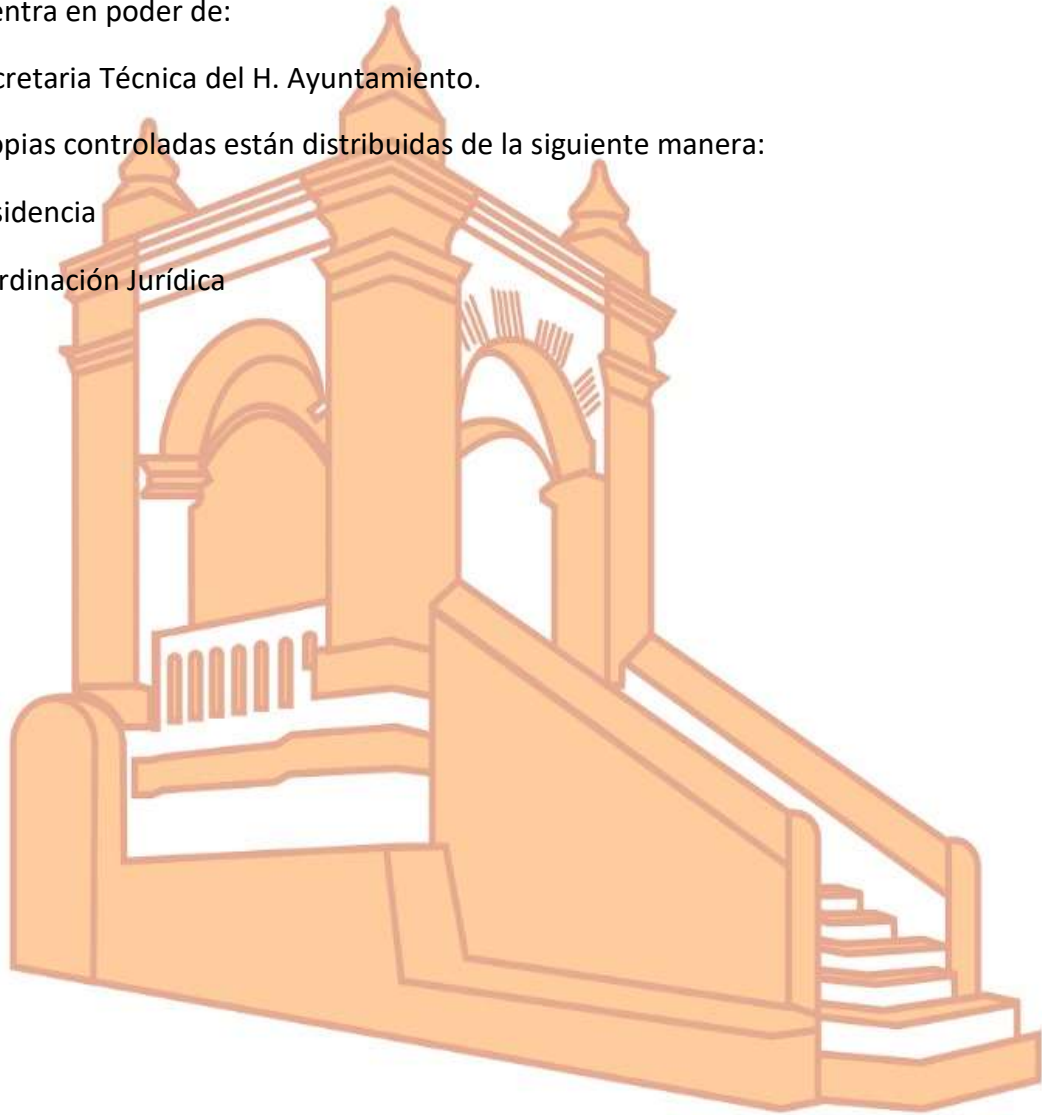 entra en poder de:
cretaria Técnica del H. Ayuntamiento.
opias controladas están distribuidas de la siguiente manera:
sidencia
rdinación Jurídica